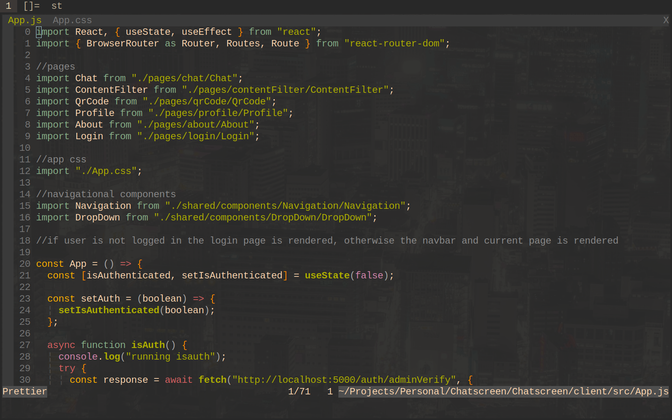 1 []= st
App.js App.css X
0 import React, { useState, useEffect } from "react";
1 import { BrowserRouter as Router, Routes, Route } from "react-router-dom";
2
3 //pages
4 import Chat from "./pages/chat/Chat";
5 import ContentFilter from "./pages/contentFilter/ContentFilter";
6 import QrCode from "./pages/qrCode/QrCode";
7 import Profile from "./pages/profile/Profile";
8 import About from "./pages/about/About";
9 import Login from "./pages/login/Login";
10
11 //app css
12 import "./App.css";
13
14 //navigational components
15 import Navigation from "./shared/components/Navigation/Navigation";
16 import DropDown from "./shared/components/DropDown/DropDown";
17
18 //if user is not logged in the login page is rendered, otherwise the navbar and current page is rendered
19
20 const App = () => {
21 const [isAuthenticated, setIsAuthenticated] = useState(false);
22
23 const setAuth = (boolean) => {
24 setIsAuthenticated(boolean);
25 };
26
27 async function isAuth() {
28 console.log("running isauth");
29 try {
30 const response = await fetch("http://localhost:5000/auth/adminVerify", {
Prettier 1/71 1 ~/Projects/Personal/Chatscreen/Chatscreen/client/src/App.js